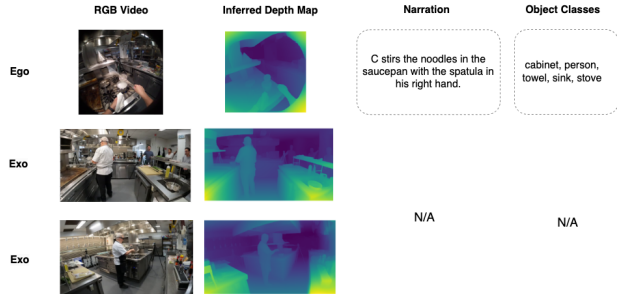 RGB Video Inferred Depth Map Narration Object Classes
Ego
C stirs the noodles in the
saucepan with the spatula in
his right hand.
cabinet, person,
towel, sink, stove
Exo
N/A N/A
Exo